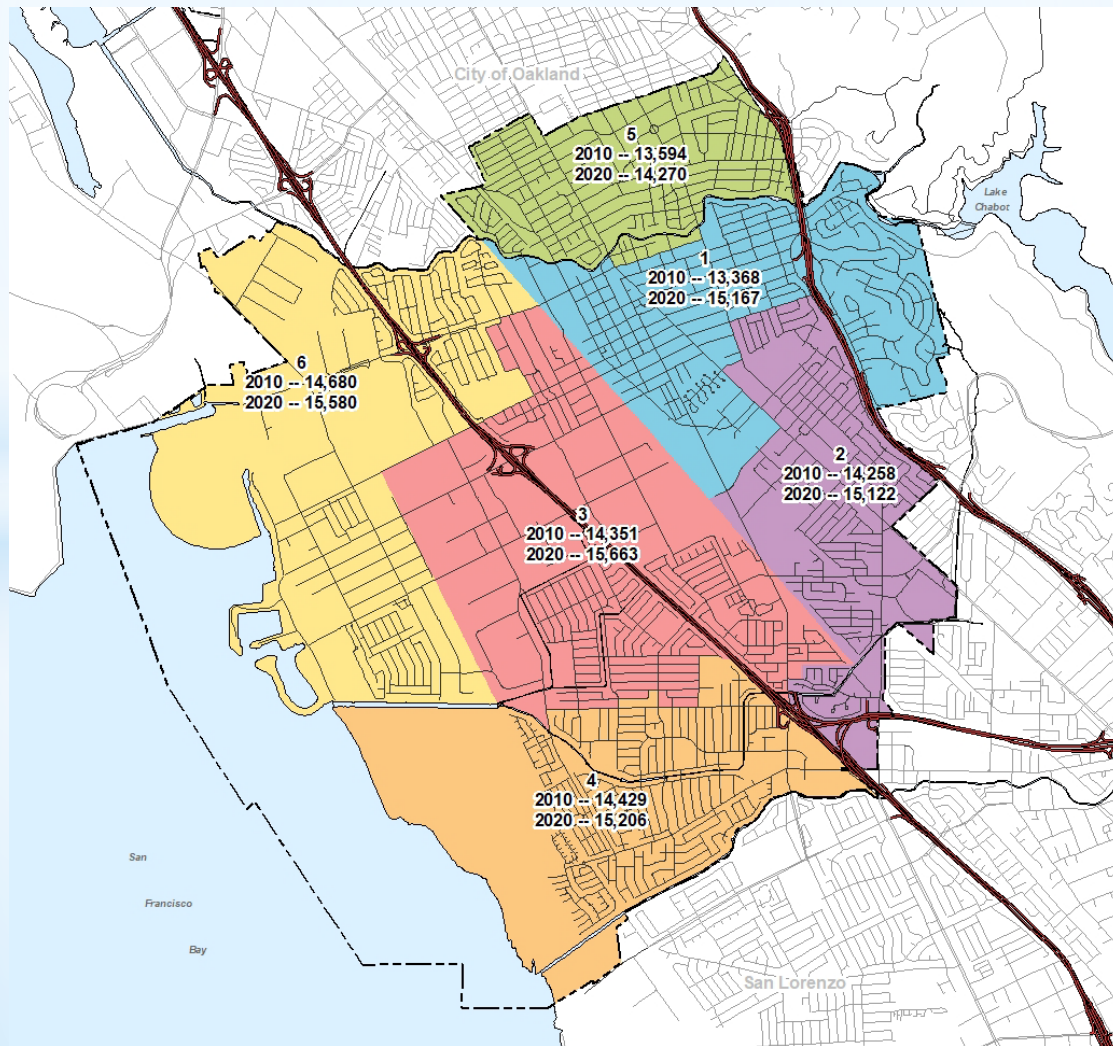 City of Oakland
5
2010 -- 13,594
2020 -- 14,270
Lake
Chabot
1
2010 -- 13,368
2020 -- 15,167
6
2010 -- 14,680
2020 -- 15,580
2
2010 -- 14,258
2020 -- 15,122
3
2010 -- 14,351
2020 -- 15,663
4
2010 -- 14,429
2020 -- 15,206
San
Francisco
Bay
San Lorenzo